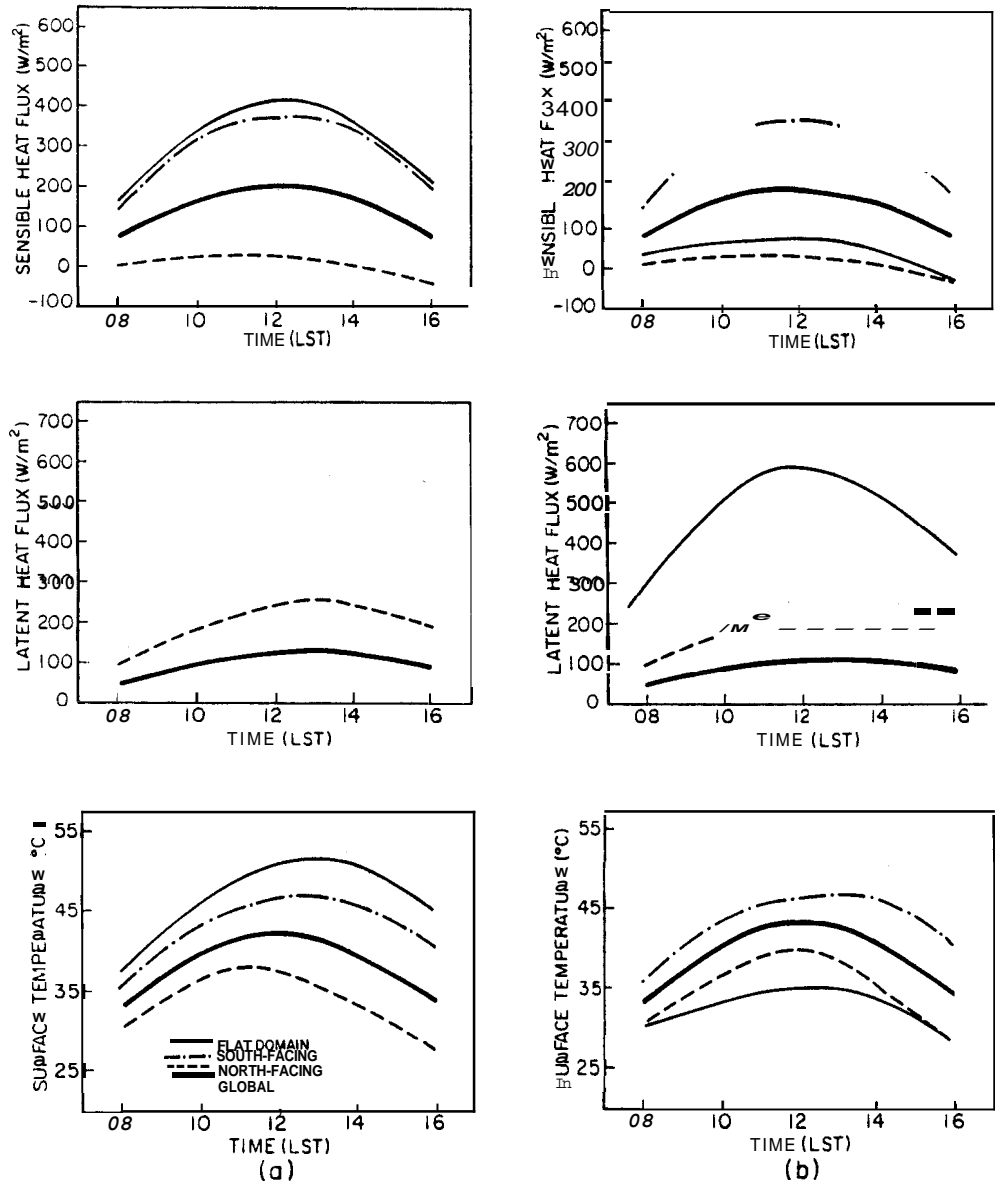 SENSIBLE HEAT FLUX (W/m²)
600
500
400
300
200
100
0
-100
08 10 12 14 16
TIME (LST)
HEAT (W/m²)
600
500
3400
300
200
100
0
-100
08 10 12 14 16
TIME (LST)
LATENT HEAT FLUX (W/m²)
700
600
500
300
200
100
0
08 10 12 14 16
TIME (LST)
LATENT HEAT FLUX (W/m²)
700
600
500
400
300
200
100
0
M e
08 10 12 14 16
TIME (LST)
°C
55
45
35
25
FLAT DOMAIN
SOUTH-FACING
NORTH-FACING
GLOBAL
08 10 12 14 16
TIME (LST)
(a)
TEMPERATURE (°C)
55
45
35
25
08 10 12 14 16
TIME (LST)
(b)